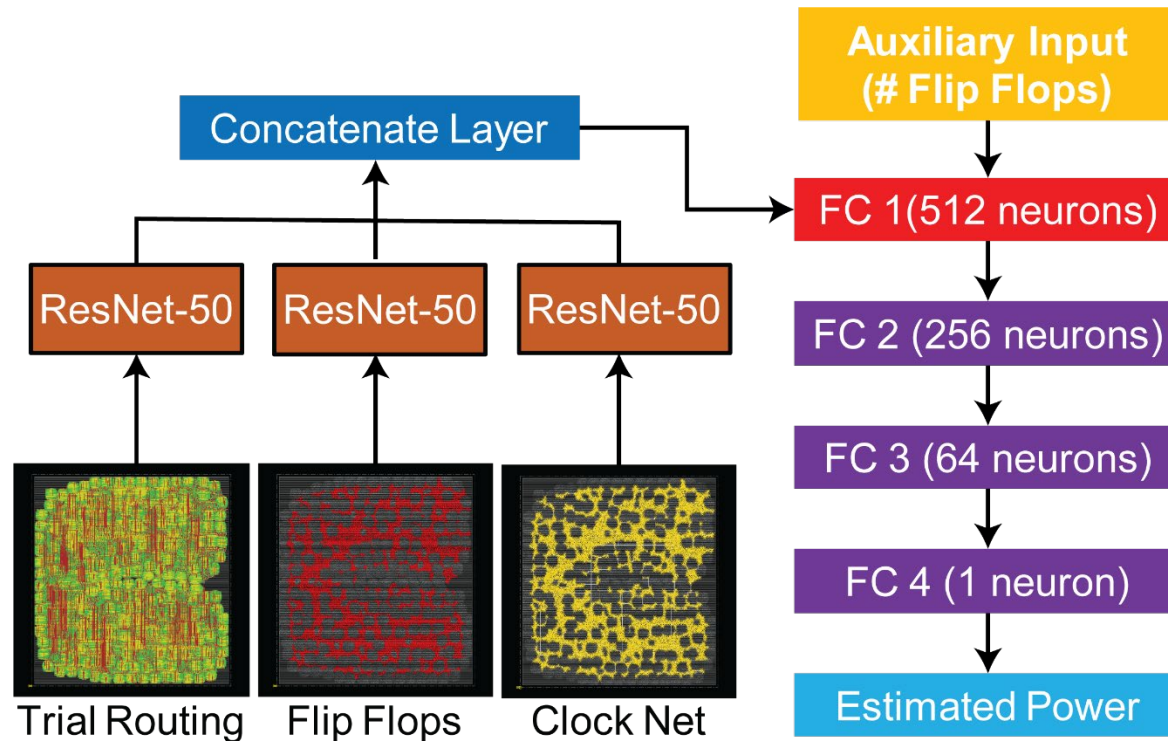 Auxiliary Input
(# Flip Flops)
Concatenate Layer
FC 1(512 neurons)
ResNet-50
ResNet-50
ResNet-50
FC 2 (256 neurons)
FC 3 (64 neurons)
FC 4 (1 neuron)
Estimated Power
Trial Routing
Flip Flops
Clock Net